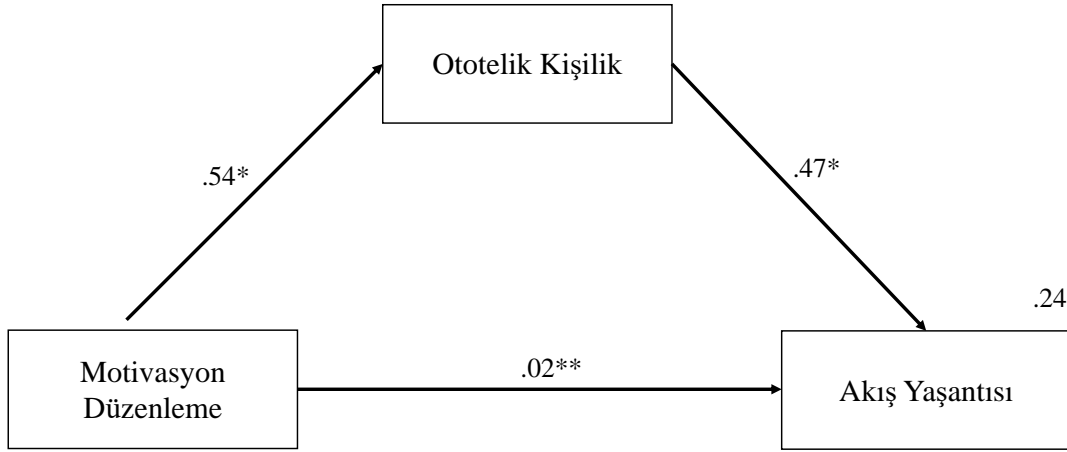 Ototelik Kişilik
.54*
.47*
.24
Motivasyon
Düzenleme
.02**
Akış Yaşantısı